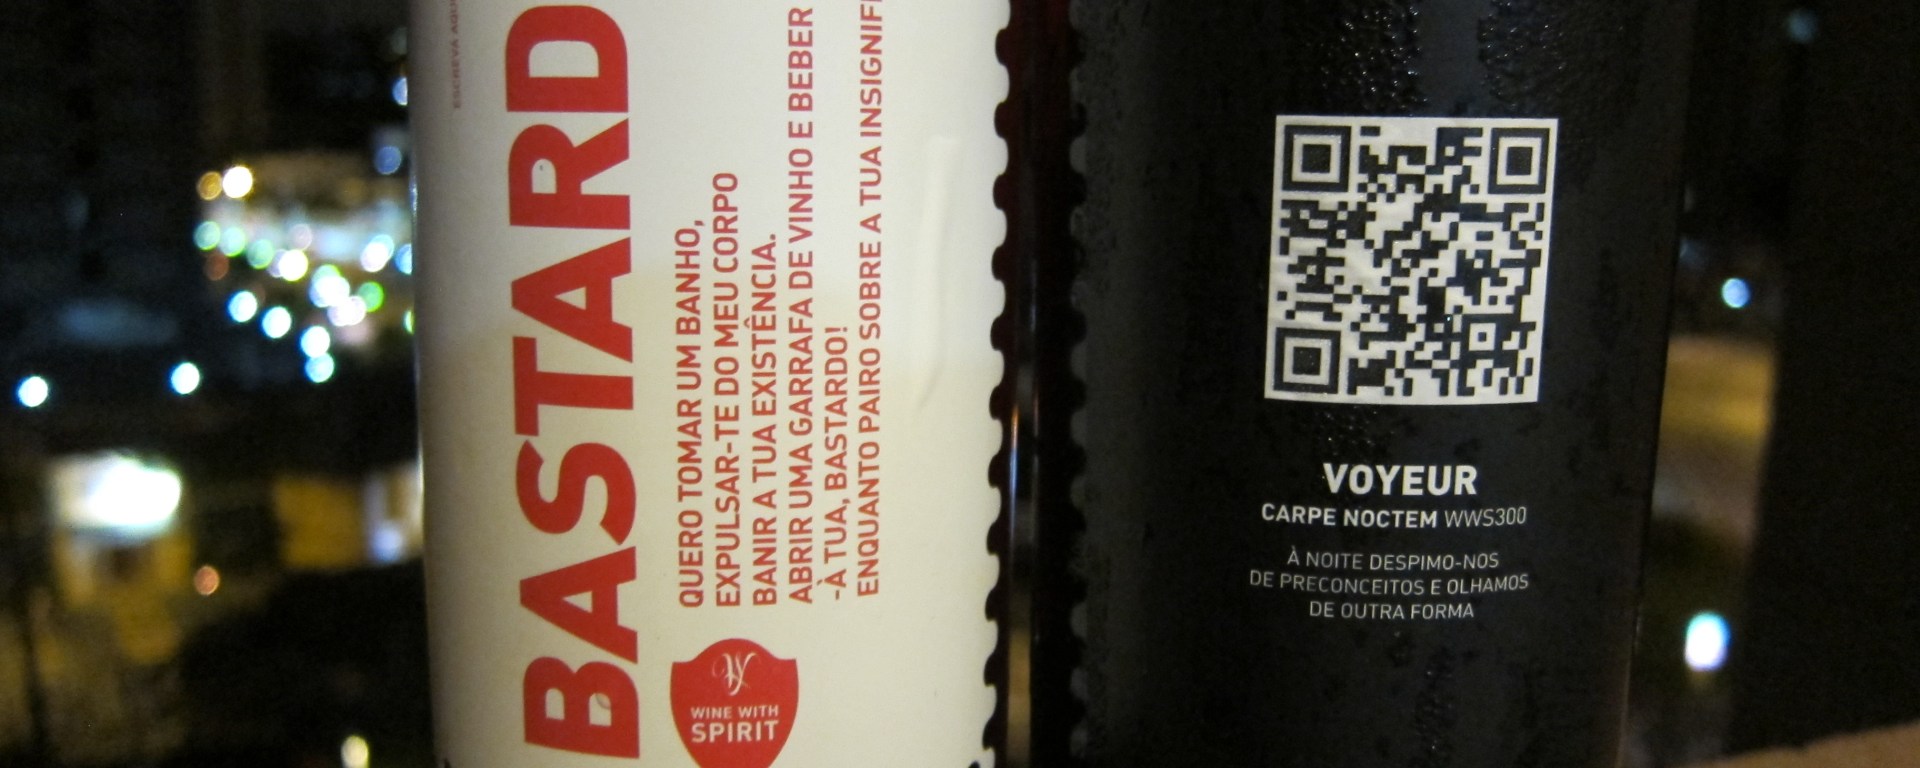 BASTARD
QUERO TOMAR UM BANHO,
EXPULSAR-TE DO MEU CORPO
BANIR A TUA EXISTÊNCIA.
ABRIR UMA GARRAFA DE VINHO E BEBER
-À TUA, BASTARDO!
ENQUANTO PAIRO SOBRE A TUA
WINE WITH
SPIRIT
VOYEUR
CARPE NOCTEM WWS300
À NOITE DESPIMO-NOS
DE PRECONCEITOS E OLHAMOS
DE OUTRA FORMA